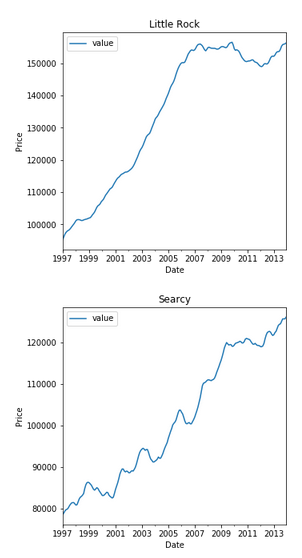 Little Rock
value
Price
150000
140000
130000
120000
110000
100000
1997 1999 2001 2003 2005 2007 2009 2011 2013
Date
Searcy
value
Price
120000
110000
100000
90000
80000
1997 1999 2001 2003 2005 2007 2009 2011 2013
Date